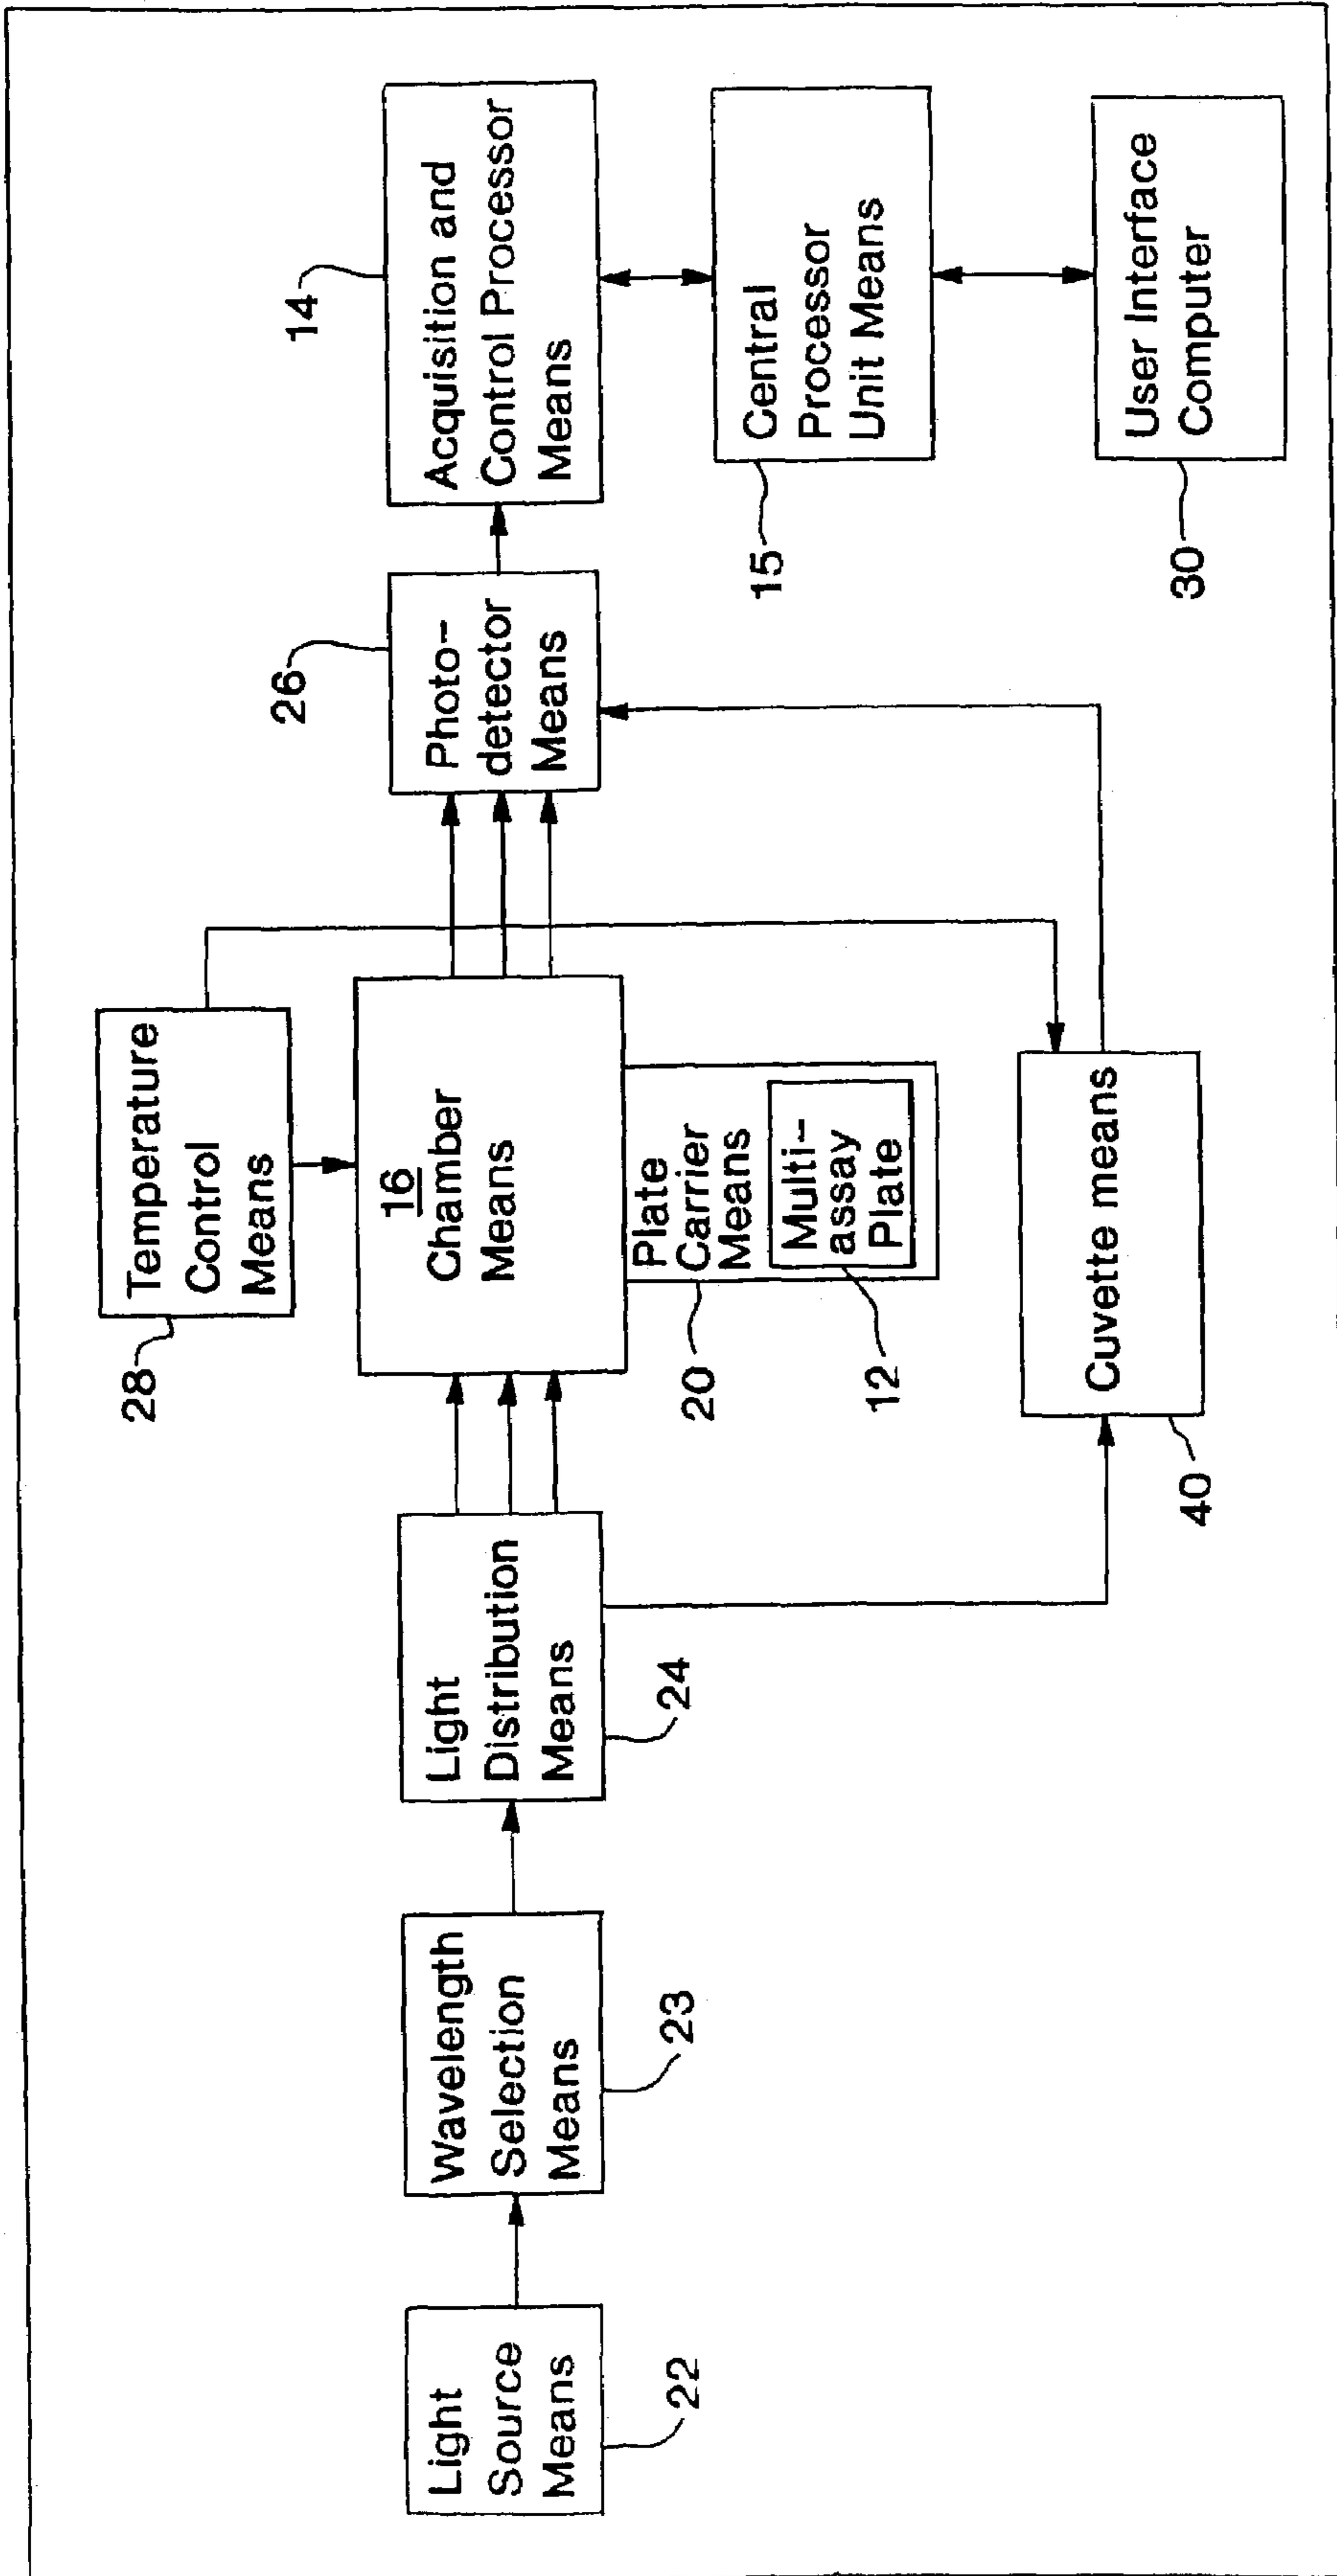 Light
Source
Means
22
Wavelength
Selection
Means
23
Light
Distribution
Means
24
Temperature
Control
Means
28
16
Chamber
Means
Plate
Carrier
Means
20
Multi-
assay
Plate
12
Cuvette means
40
Photo-
detector
Means
26
Acquisition and
Control Processor
Means
14
Central
Processor
Unit Means
15
User Interface
Computer
30